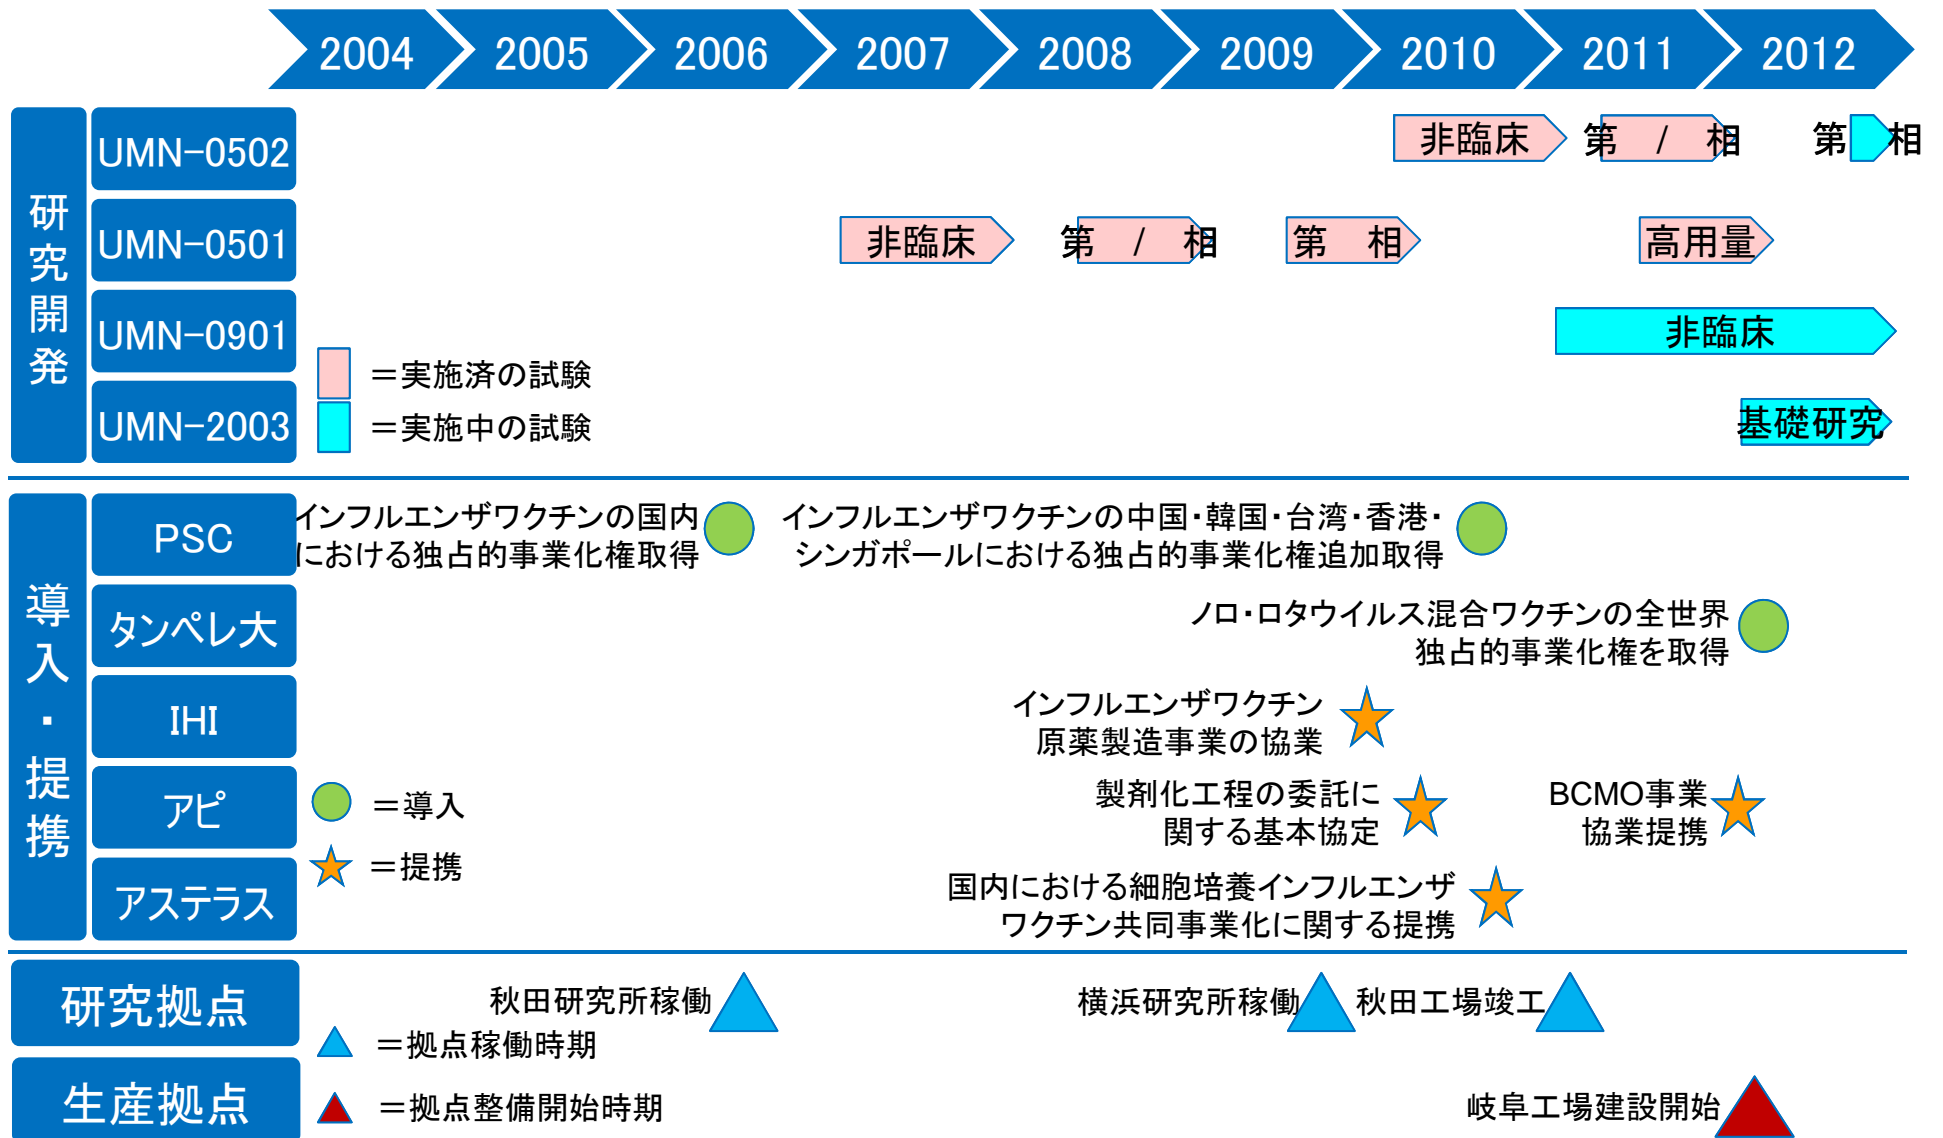 2004 2005 2006 2007 2008 2009 2010 2011 2012
研究開発
UMN-0502
非臨床 第 / 相 第 相
UMN-0501
非臨床 第 / 相 第 相 高用量
UMN-0901
非臨床
UMN-2003
基礎研究
=実施済の試験
=実施中の試験
導入・提携
PSC
インフルエンザワクチンの国内
における独占的事業化権取得
インフルエンザワクチンの中国・韓国・台湾・香港・
シンガポールにおける独占的事業化権追加取得
タンペレ大
ノロ・ロタウイルス混合ワクチンの全世界
独占的事業化権を取得
IHI
インフルエンザワクチン
原薬製造事業の協業
アピ
製剤化工程の委託に
関する基本協定
BCMO事業
協業提携
アステラス
国内における細胞培養インフルエンザ
ワクチン共同事業化に関する提携
=導入
=提携
研究拠点
秋田研究所稼働 横浜研究所稼働 秋田工場竣工
=拠点稼働時期
生産拠点
=拠点整備開始時期
岐阜工場建設開始